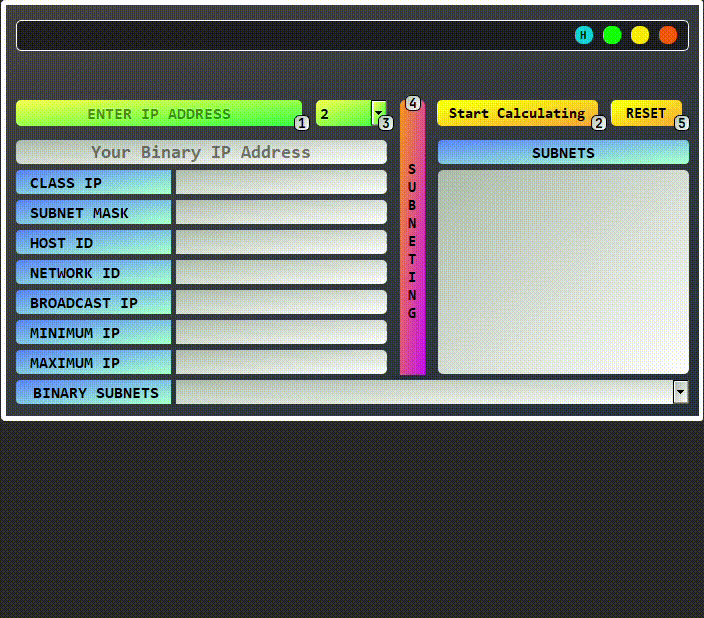 H
ENTER IP ADDRESS 1
2 3
4
Start Calculating 2
RESET 5
Your Binary IP Address
SUBNETS
CLASS IP
SUBNET MASK
HOST ID
NETWORK ID
BROADCAST IP
MINIMUM IP
MAXIMUM IP
BINARY SUBNETS
SUBNETING